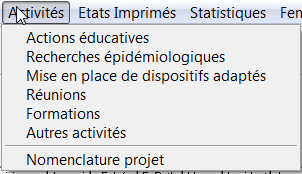 Activités Etats Imprimés Statistiques
Actions éducatives
Recherches épidémiologiques
Mise en place de dispositifs adaptés
Réunions
Formations
Autres activités
Nomenclature projet